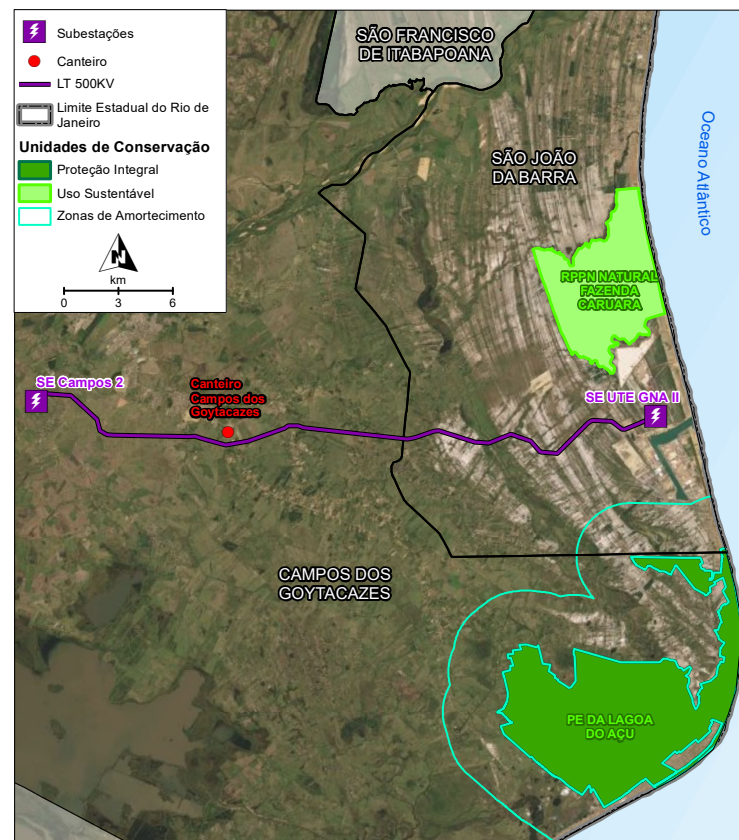 Subestações
Canteiro
LT 500KV
Limite Estadual do Rio de
Janeiro
Unidades de Conservação
Proteção Integral
Uso Sustentável
Zonas de Amortecimento
N
km
0 3 6
SÃO FRANCISCO
DE ITABAPOANA
SÃO JOÃO
DA BARRA
Oceano Atlântico
RPPN NATURAL
FAZENDA
CARUARA
SE Campos 2
Canteiro
Campos dos
Goytacazes
SE UTE GNA II
CAMPOS DOS
GOYTACAZES
PE DA LAGOA
DO AÇU